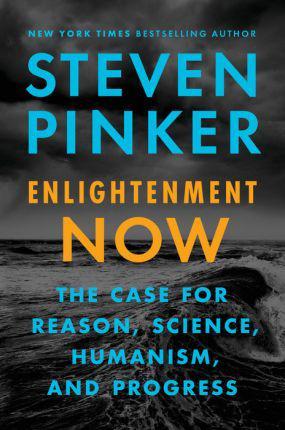 NEW YORK TIMES BESTSELLING AUTHOR
STEVEN
PINKER
ENLIGHTENMENT
NOW
THE CASE FOR
REASON, SCIENCE,
HUMANISM,
AND PROGRESS